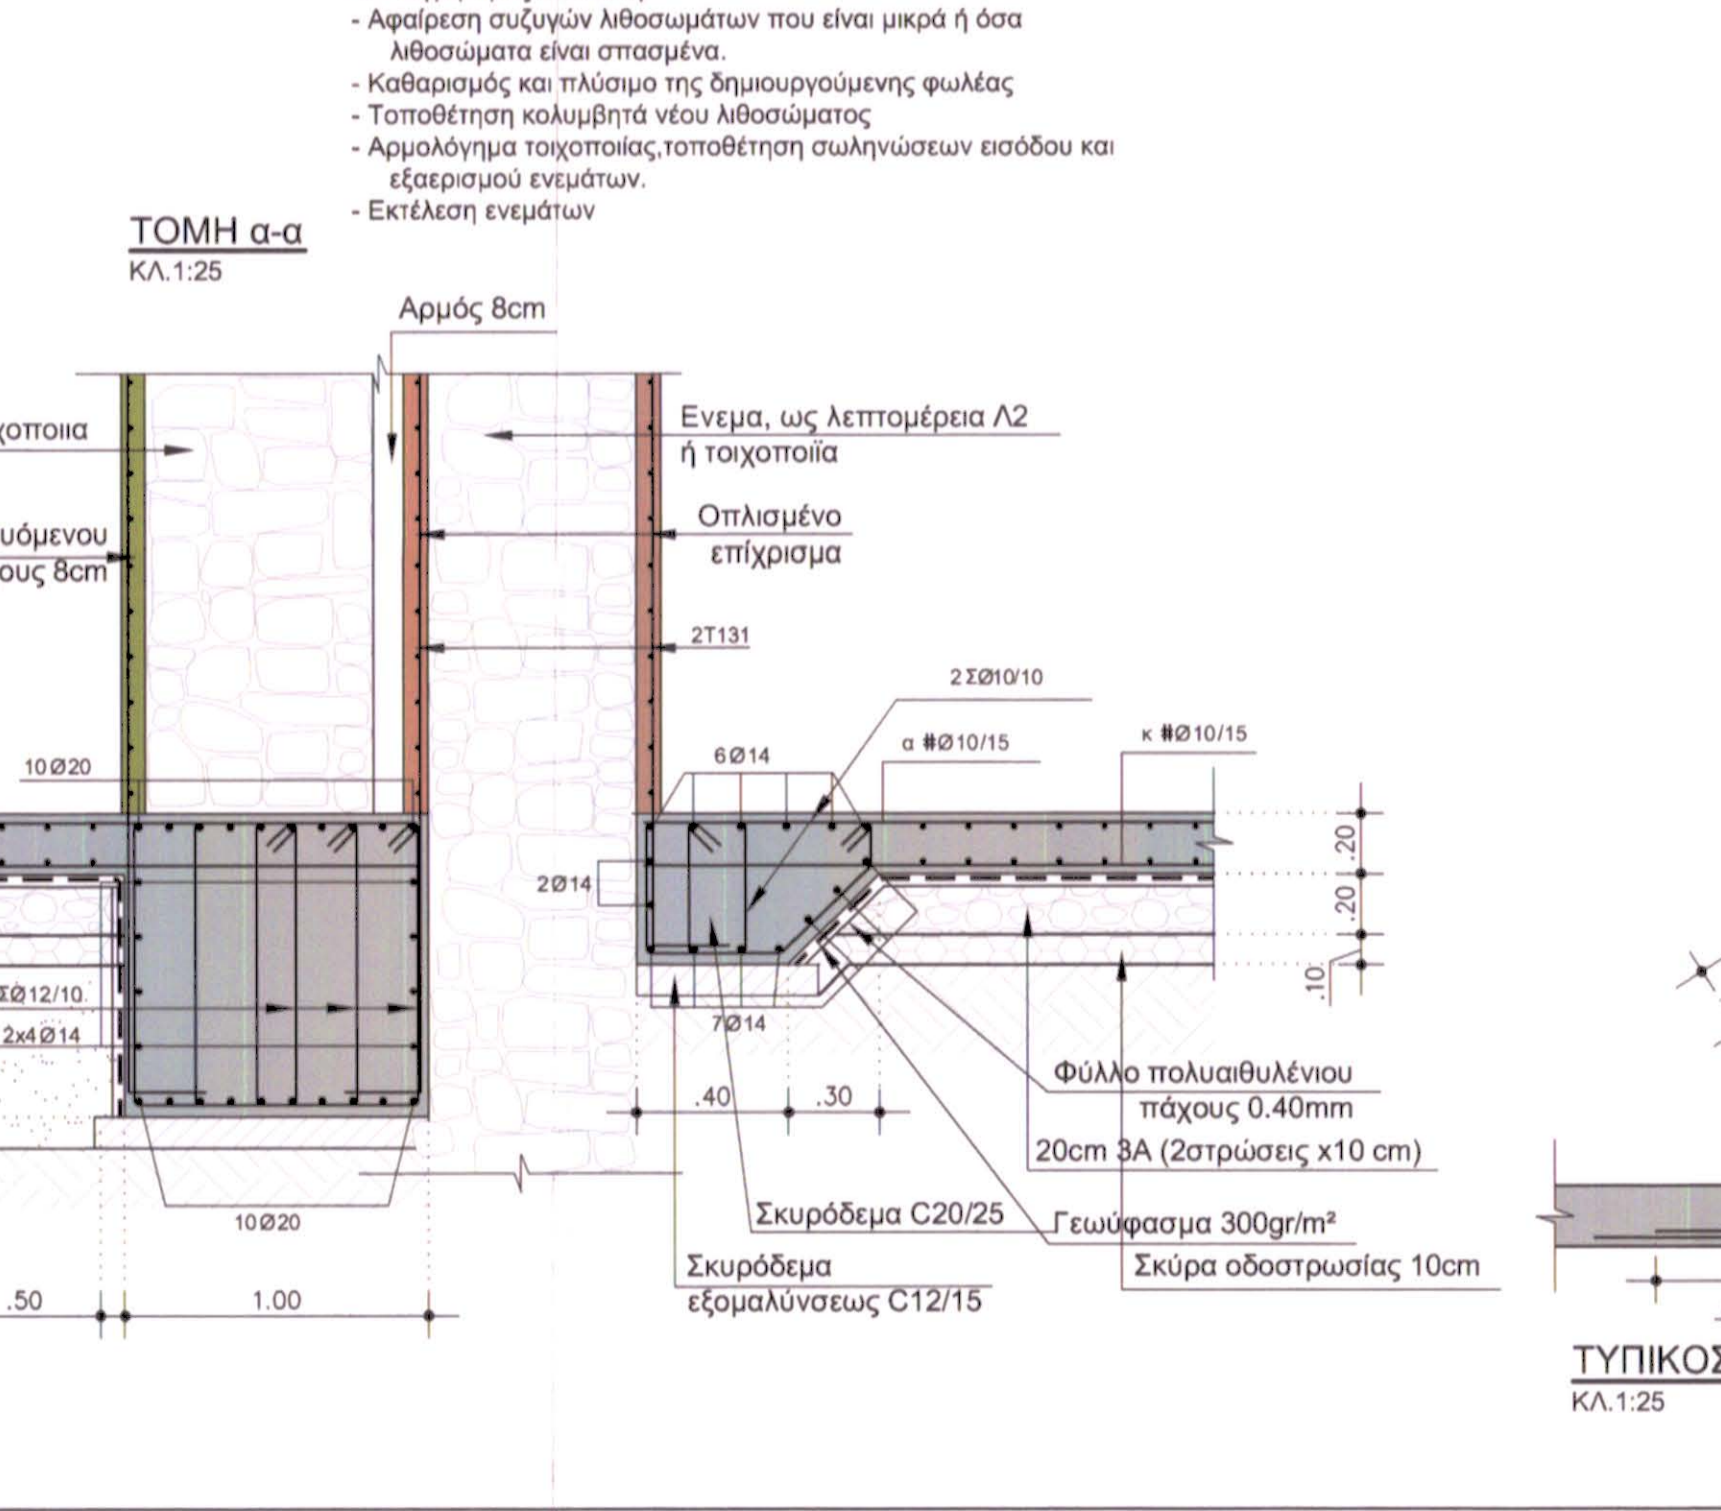 - Αφαίρεση συζυγών λιθοσωμάτων που είναι μικρά ή όσα
λιθοσώματα είναι σπασμένα.
- Καθαρισμός και πλύσιμο της δημιουργούμενης φωλέας
- Τοποθέτηση κολυμβητά νέου λιθοσώματος
- Αρμολόγημα τοιχοποιίας,τοποθέτηση σωληνώσεων εισόδου και
εξαερισμού ενεμάτων.
- Εκτέλεση ενεμάτων
ΤΟΜΗ α-α
ΚΛ.1:25
Αρμός 8cm
χοποιια
Ενεμα, ως λεπτομέρεια Λ2
ή τοιχοποιϊα
υόμενου
ους 8cm
Οπλισμένο
επίχρισμα
2T131
2ΣØ10/10
α #Ø10/15
κ #Ø10/15
6Ø14
10Ø20
.20
2Ø14
.20
.10
ΣØ12/10
2x4Ø14
7Ø14
.40
.30
Φύλλο πολυαιθυλένιου
πάχους 0.40mm
20cm 3Α (2στρώσεις x10 cm)
Σκυρόδεμα C20/25
Γεωύφασμα 300gr/m²
10Ø20
Σκυρόδεμα
εξομαλύνσεως C12/15
Σκύρα οδοστρωσίας 10cm
.50
1.00
ΤΥΠΙΚΟΣ
ΚΛ.1:25